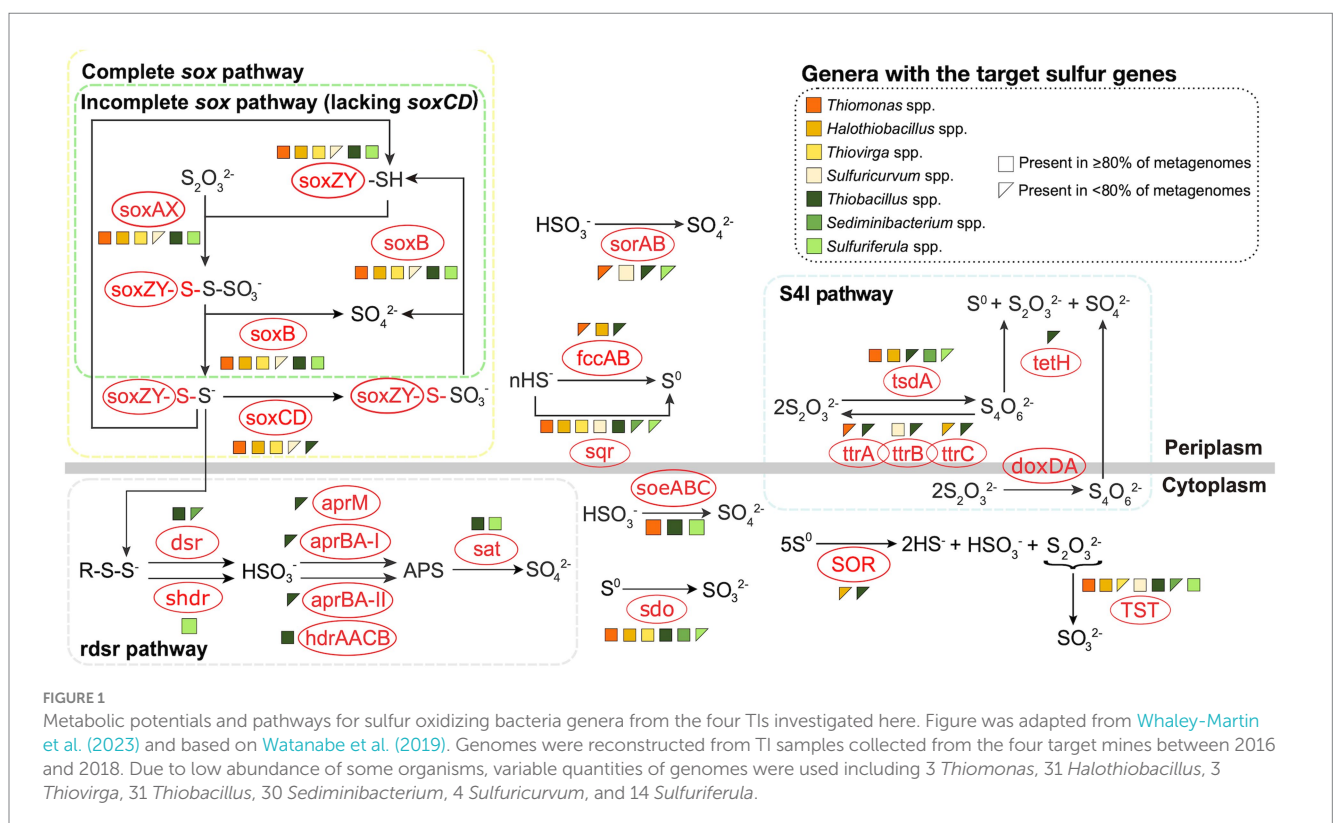 Complete sox pathway
Incomplete sox pathway (lacking soxCD)
S₂O₃²⁻
soxZY -SH
soxAX
soxB
soxZY- S- S-SO₃⁻
SO₄²⁻
soxB
soxZY- S- S⁻
soxZY- S- SO₃⁻
soxCD
HSO₃⁻ SO₄²⁻
sorAB
fccAB
nHS⁻ S⁰
sqr
Genera with the target sulfur genes
Thiomonas spp.
Halothiobacillus spp.
Thiovirga spp.
Sulfuricurvum spp.
Thiobacillus spp.
Sediminibacterium spp.
Sulfuriferula spp.
Present in ≥80% of metagenomes
Present in <80% of metagenomes
S4I pathway
S⁰ + S₂O₃²⁻ + SO₄²⁻
tetH
tsdA
2S₂O₃²⁻ S₄O₆²⁻
ttrA ttrB ttrC
doxDA
Periplasm
Cytoplasm
2S₂O₃²⁻ S₄O₆²⁻
dsr
aprM
aprBA-I
sat
R-S-S⁻ HSO₃⁻ APS SO₄²⁻
shdr
aprBA-II
hdrAACB
rdsr pathway
soeABC
HSO₃⁻ SO₄²⁻
S⁰ SO₃²⁻
sdo
5S⁰ 2HS⁻ + HSO₃⁻ + S₂O₃²⁻
SOR
TST
SO₃²⁻
FIGURE 1
Metabolic potentials and pathways for sulfur oxidizing bacteria genera from the four TIs investigated here. Figure was adapted from Whaley-Martin
et al. (2023) and based on Watanabe et al. (2019). Genomes were reconstructed from TI samples collected from the four target mines between 2016
and 2018. Due to low abundance of some organisms, variable quantities of genomes were used including 3 Thiomonas, 31 Halothiobacillus, 3
Thiovirga, 31 Thiobacillus, 30 Sediminibacterium, 4 Sulfuricurvum, and 14 Sulfuriferula.